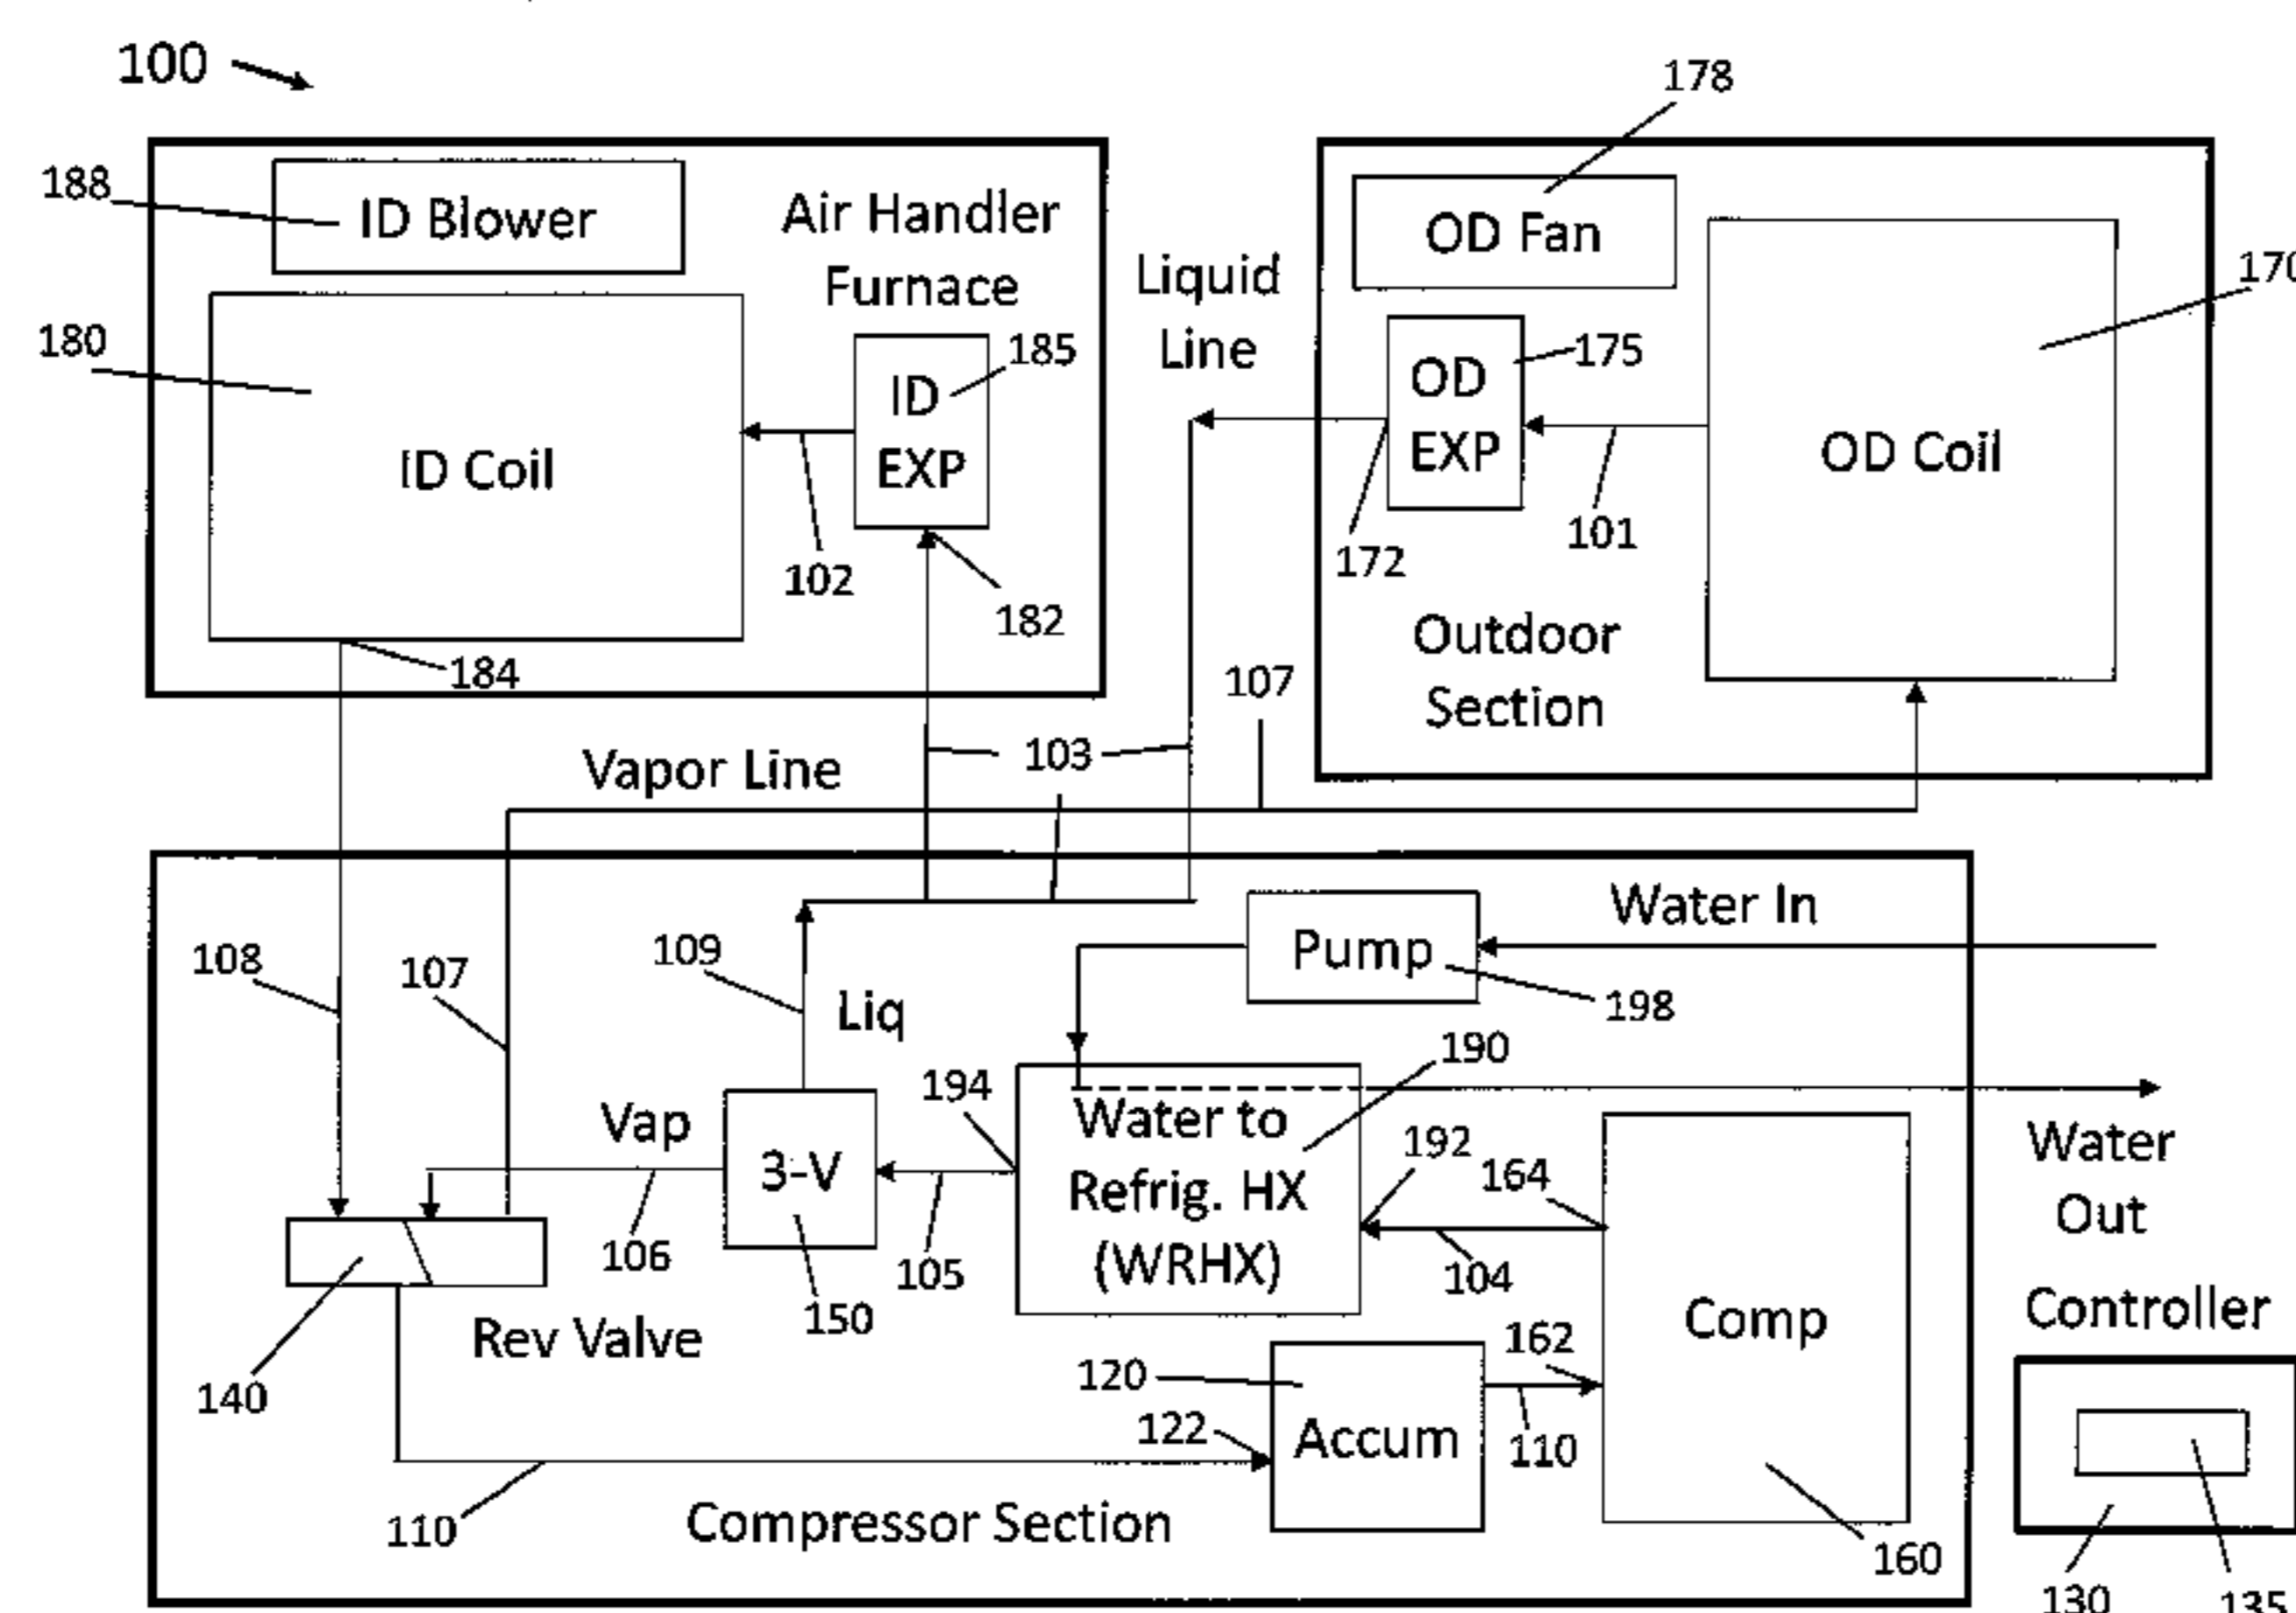 100
178
188
ID Blower
Air Handler
Furnace
OD Fan
Liquid
Line
170
180
185
ID
EXP
175
OD
EXP
ID Coil
OD Coil
102
101
172
182
184
Outdoor
Section
107
103
Vapor Line
Water In
108
107
109
Liq
Pump
198
190
194
Vap
3-V
Water to
Refrig. HX
(WRHX)
192
164
Water
Out
106
105
104
150
Rev Valve
Comp
Controller
140
120
162
122
Accum
110
110
Compressor Section
160
130
135